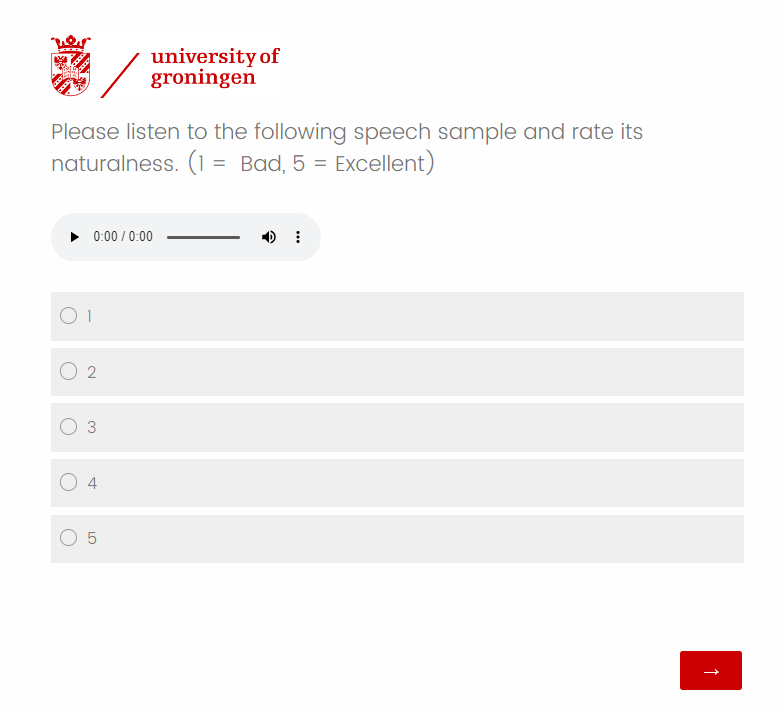 university of
groningen
Please listen to the following speech sample and rate its
naturalness. (1 = Bad, 5 = Excellent)
0:00 / 0:00
1
2
3
4
5
→